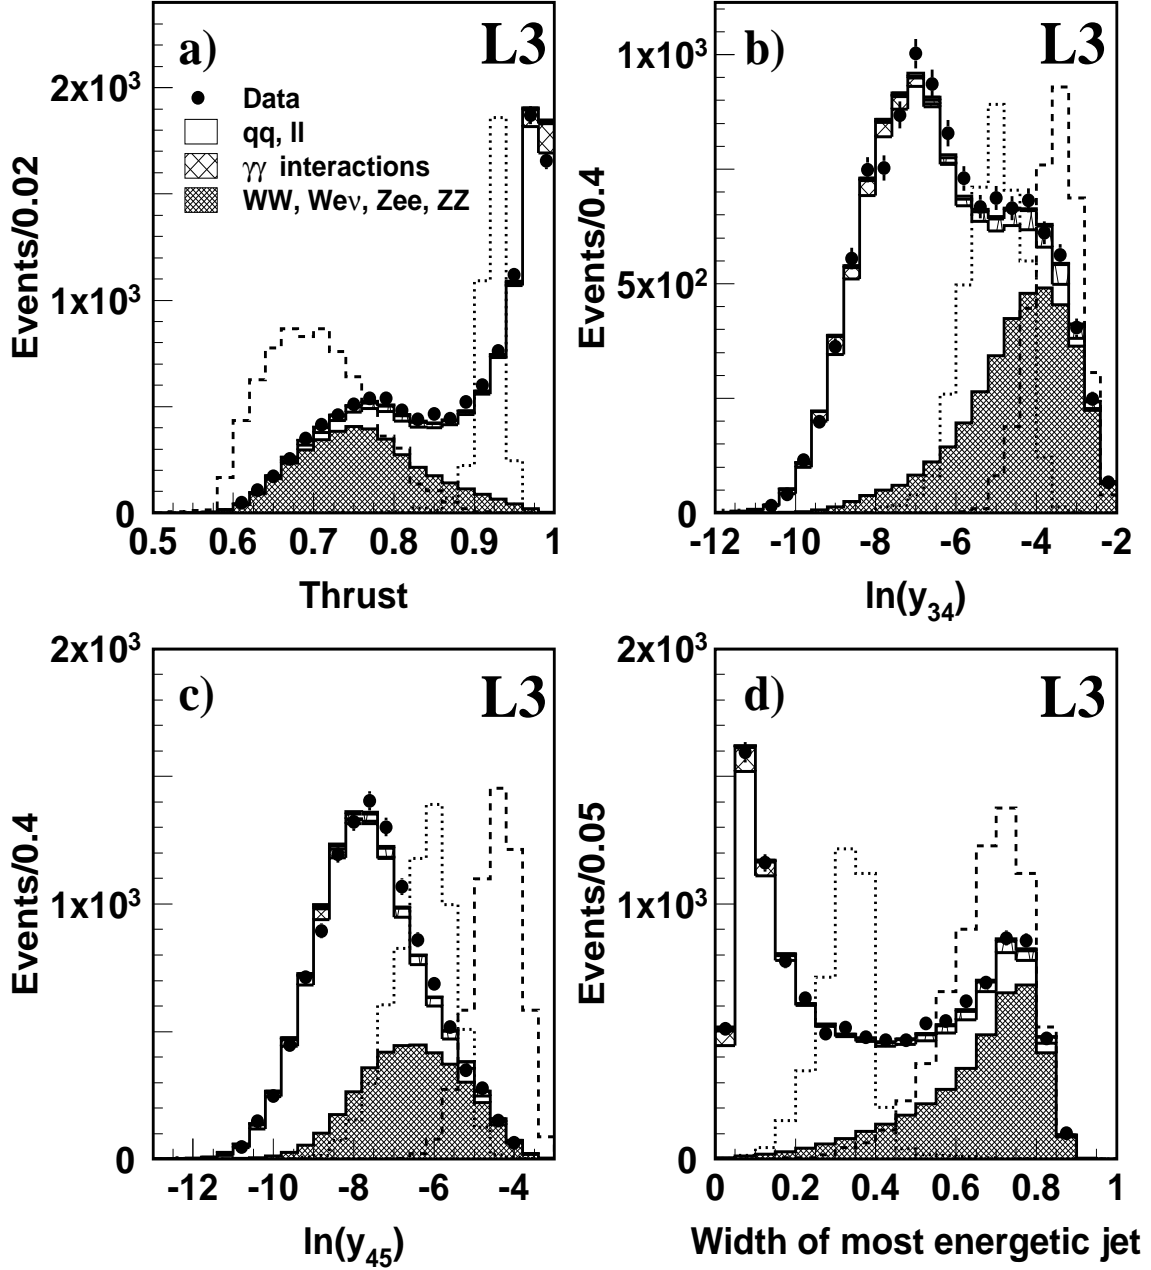 a)
L3
2x10³
1x10³
0
Events/0.02
Data
qq, ll
γγ interactions
WW, Weν, Zee, ZZ
0.5 0.6 0.7 0.8 0.9 1
Thrust
b)
L3
1x10³
5x10²
0
Events/0.4
-12 -10 -8 -6 -4 -2
ln(y₃₄)
c)
L3
2x10³
1x10³
0
Events/0.4
-12 -10 -8 -6 -4
ln(y₄₅)
d)
L3
2x10³
1x10³
0
Events/0.05
0 0.2 0.4 0.6 0.8 1
Width of most energetic jet